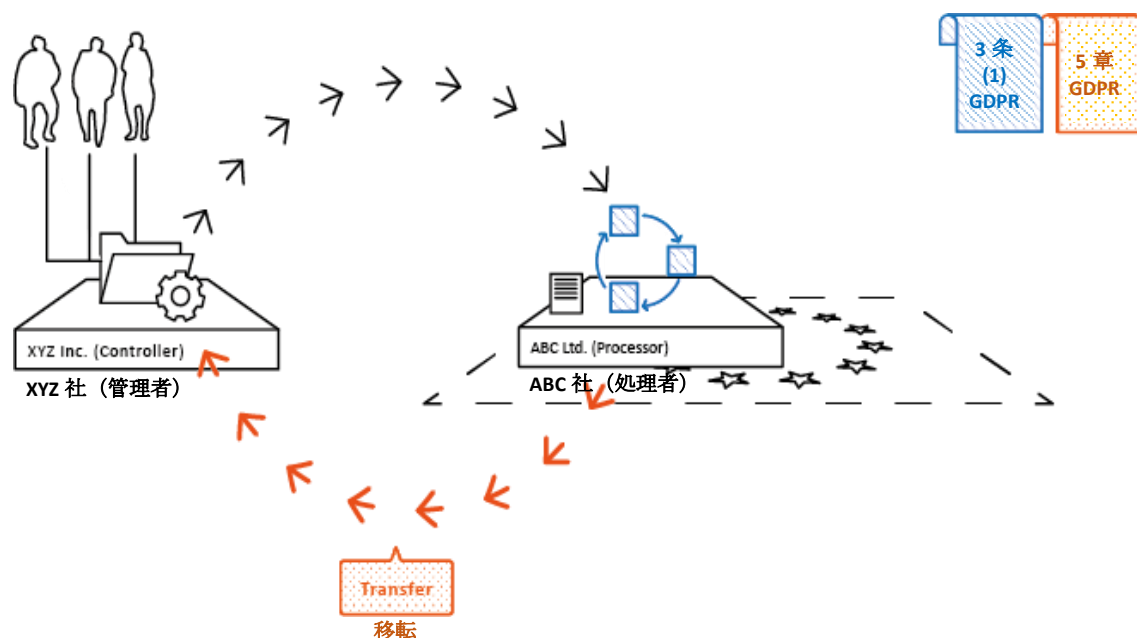 3 条
(1)
GDPR
5 章
GDPR
XYZ Inc. (Controller)
XYZ 社（管理者）
ABC Ltd. (Processor)
ABC 社（処理者）
Transfer
移転